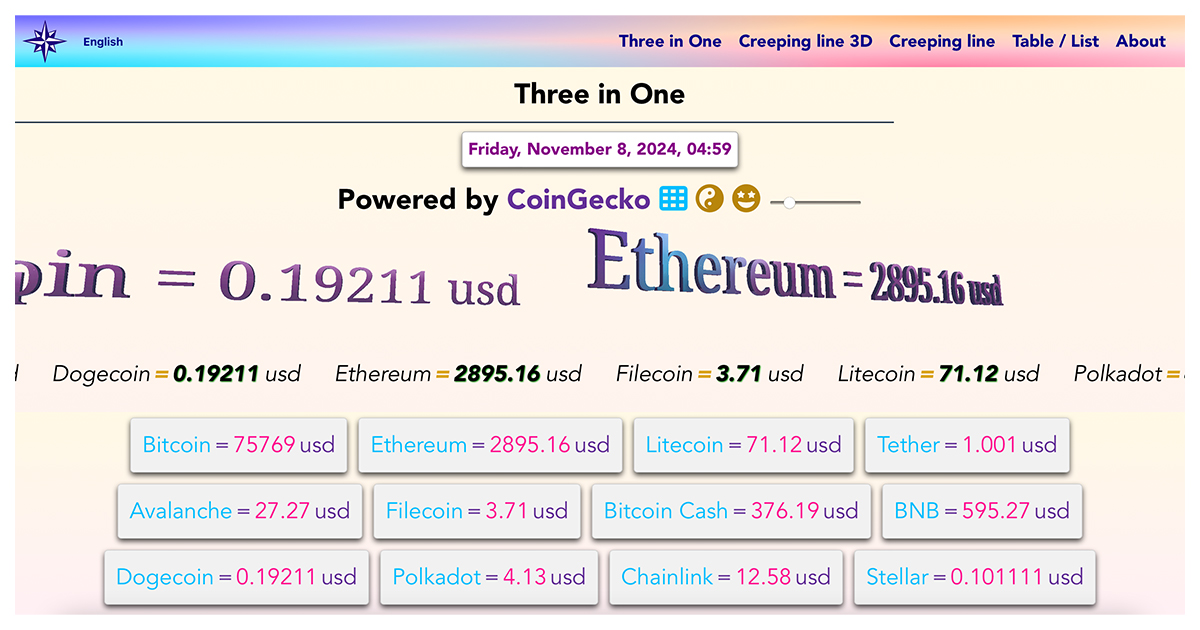 English Three in One Creeping line 3D Creeping line Table / List About
Three in One
Friday, November 8, 2024, 04:59
Powered by CoinGecko
= 0.19211 usd Ethereum = 2895.16 usd
Dogecoin = 0.19211 usd Ethereum = 2895.16 usd Filecoin = 3.71 usd Litecoin = 71.12 usd Polkadot =
Bitcoin = 75769 usd Ethereum = 2895.16 usd Litecoin = 71.12 usd Tether = 1.001 usd
Avalanche = 27.27 usd Filecoin = 3.71 usd Bitcoin Cash = 376.19 usd BNB = 595.27 usd
Dogecoin = 0.19211 usd Polkadot = 4.13 usd Chainlink = 12.58 usd Stellar = 0.101111 usd